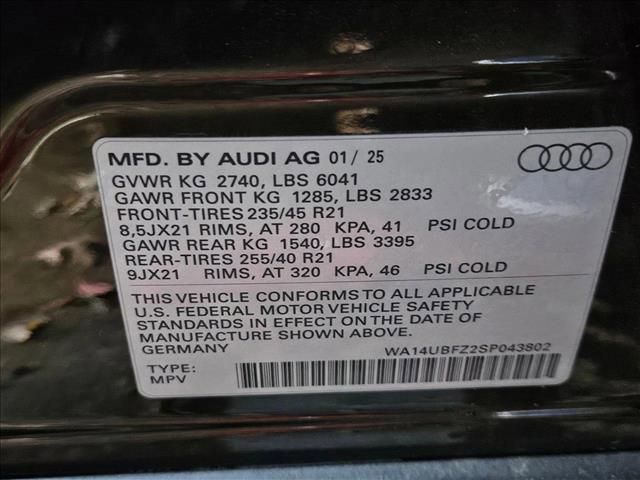 MFD. BY AUDI AG 01/ 25
GVWR KG 2740, LBS 6041
GAWR FRONT KG 1285, LBS 2833
FRONT-TIRES 235/45 R21
8,5JX21 RIMS, AT 280 KPA, 41 PSI COLD
GAWR REAR KG 1540, LBS 3395
REAR-TIRES 255/40 R21
9JX21 RIMS, AT 320 KPA, 46 PSI COLD
THIS VEHICLE CONFORMS TO ALL APPLICABLE
U.S. FEDERAL MOTOR VEHICLE SAFETY
STANDARDS IN EFFECT ON THE DATE OF
MANUFACTURE SHOWN ABOVE.
GERMANY WA14UBFZ2SP043802
TYPE:
MPV